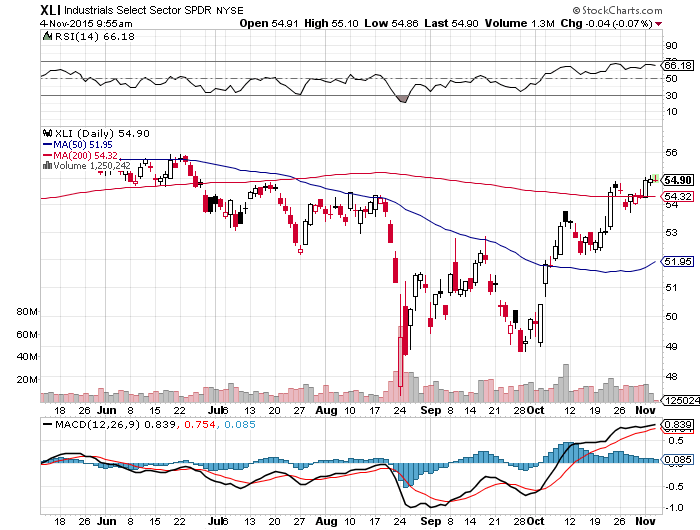 XLI Industrials Select Sector SPDR NYSE
© StockCharts.com
4-Nov-2015 9:55am
Open 54.91 High 55.10 Low 54.86 Last 54.90 Volume 1.3M Chg -0.04 (-0.07%)
RSI(14) 66.18
90
70
66.18
50
30
10
XLI (Daily) 54.90
MA(50) 51.95
MA(200) 54.32
Volume 1,250,242
56
54.90
54.32
54
53
51.95
51
50
49
48
80M
60M
40M
20M
125024
18 26 Jun 8 15 22 Jul 6 13 20 27 Aug 10 17 24 Sep 8 14 21 28 Oct 12 19 26 Nov
MACD(12,26,9) 0.839, 0.754, 0.085
0.839
0.5
0.085
-0.5
-1.0
18 26 Jun 8 15 22 Jul 6 13 20 27 Aug 10 17 24 Sep 8 14 21 28 Oct 12 19 26 Nov